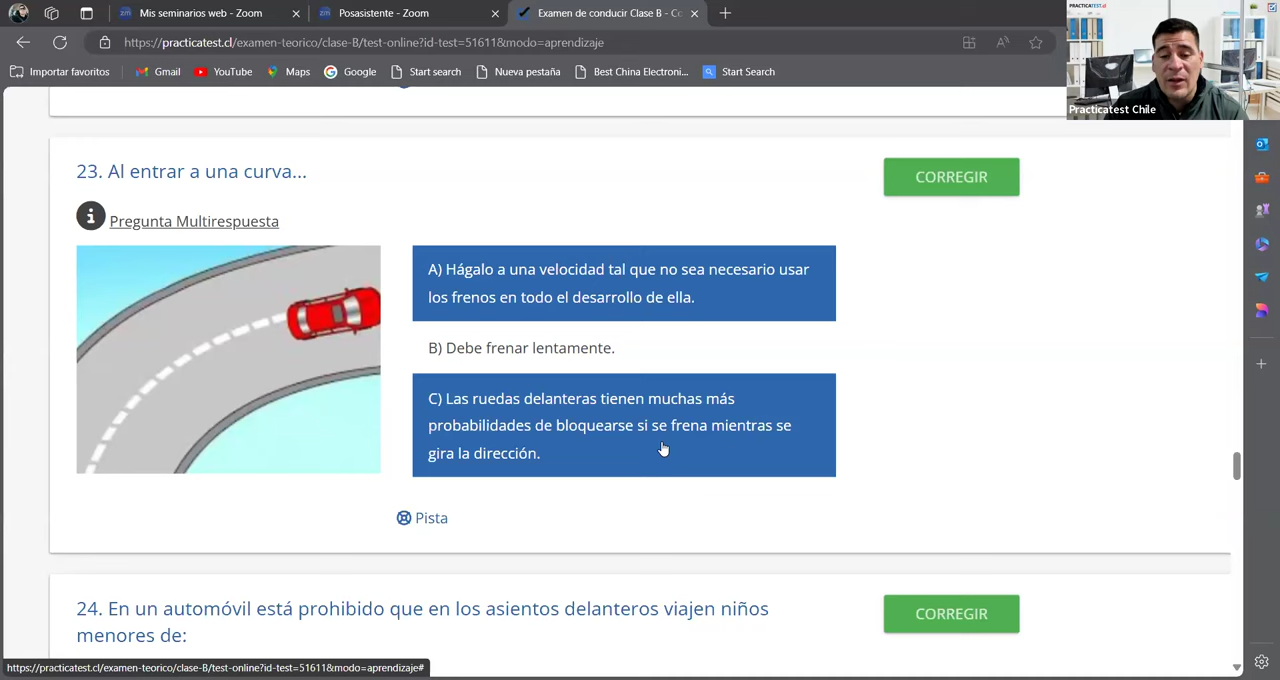 Mis seminarios web - Zoom
Posasistente - Zoom
Examen de conducir Clase B - Co
https://practicatest.cl/examen-teorico/clase-B/test-online?id-test=51611&modo=aprendizaje
Importar favoritos
Gmail
YouTube
Maps
Google
Start search
Nueva pestaña
Best China Electroni...
Start Search
PRACTICATEST.cl
Practicatest Chile
23. Al entrar a una curva...
CORREGIR
Pregunta Multirespuesta
A) Hágalo a una velocidad tal que no sea necesario usar
los frenos en todo el desarrollo de ella.
B) Debe frenar lentamente.
C) Las ruedas delanteras tienen muchas más
probabilidades de bloquearse si se frena mientras se
gira la dirección.
Pista
24. En un automóvil está prohibido que en los asientos delanteros viajen niños
menores de:
CORREGIR
https://practicatest.cl/examen-teorico/clase-B/test-online?id-test=51611&modo=aprendizaje#